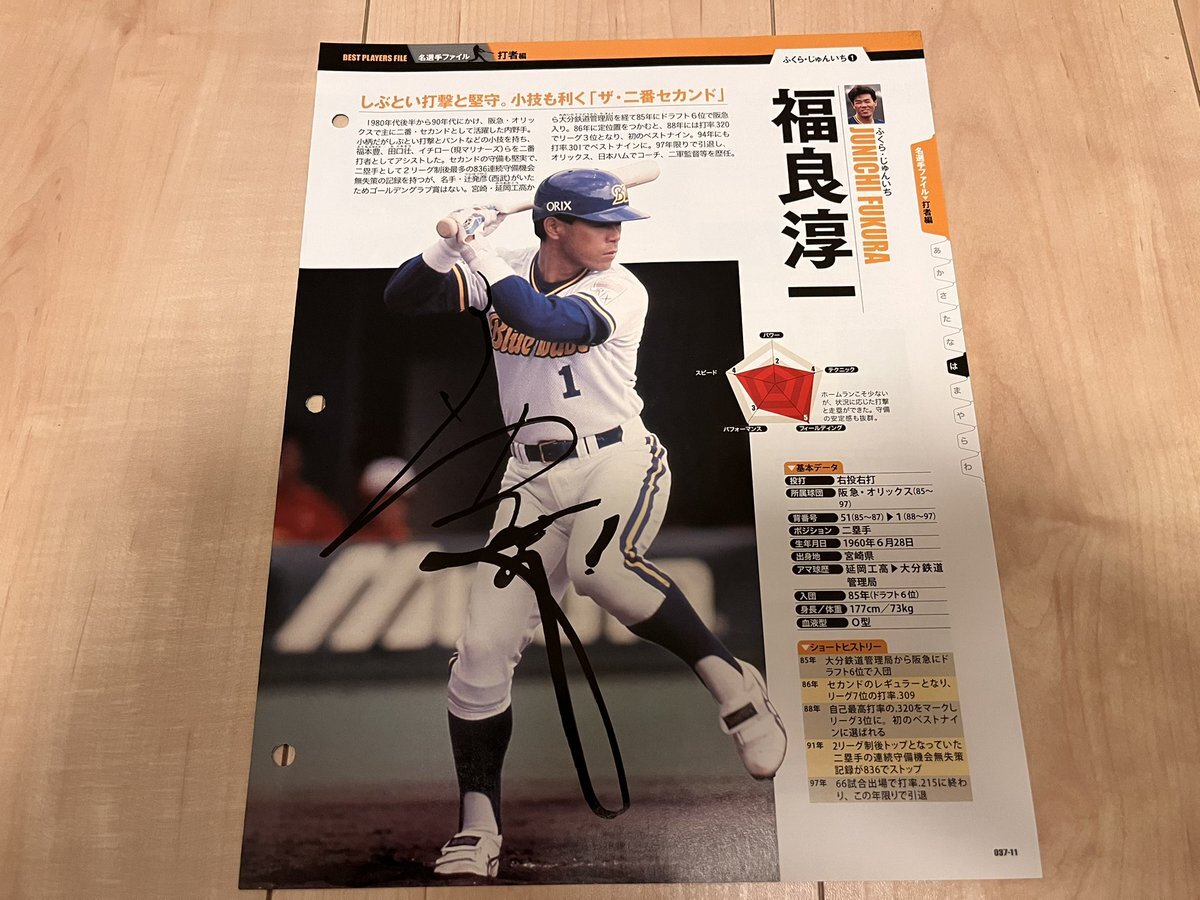 BEST PLAYERS FILE 名選手ファイル 打者編
ふくら・じゅんいち❶
しぶとい打撃と堅守。小技も利く「ザ・二番セカンド」
1980年代後半から90年代にかけ、阪急・オリッ
クスで主に二番・セカンドとして活躍した内野手。
小柄だがしぶとい打撃とバントなどの小技を持ち、
福本豊、田口壮、イチロー(現マリナーズ)らを二番
打者としてアシストした。セカンドの守備も堅実で、
二塁手として2リーグ制後最多の836連続守備機会
無失策の記録を持つが、名手・辻発彦(西武)がいた
ためゴールデングラブ賞はない。宮崎・延岡工高か
ら大分鉄道管理局を経て85年にドラフト6位で阪急
入り。86年に定位置をつかむと、88年には打率.320
でリーグ3位となり、初のベストナイン。94年にも
打率.301でベストナインに。97年限りで引退し、
オリックス、日本ハムでコーチ、二軍監督等を歴任。
福良淳一
ふくら・じゅんいち
JUNICHI FUKURA
名選手ファイル・打者編
あ
か
さ
た
な
は
ま
や
ら
わ
ORIX
Blue Wave
1
パワー
2
スピード
4
4
テクニック
3
5
パフォーマンス
フィールディング
ホームランこそ少ない
が、状況に応じた打撃
と走塁ができた。守備
の安定感も抜群。
▼基本データ
投打 右投右打
所属球団 阪急・オリックス(85〜
97)
背番号 51(85〜87)▶1(88〜97)
ポジション 二塁手
生年月日 1960年6月28日
出身地 宮崎県
アマ球歴 延岡工高▶大分鉄道
管理局
入団 85年(ドラフト6位)
身長/体重 177cm/73kg
血液型 O型
▼ショートヒストリー
85年 大分鉄道管理局から阪急にド
ラフト6位で入団
86年 セカンドのレギュラーとなり、
リーグ7位の打率.309
88年 自己最高打率の.320をマークし
リーグ3位に。初のベストナイ
ンに選ばれる
91年 2リーグ制後トップとなっていた
二塁手の連続守備機会無失策
記録が836でストップ
97年 66試合出場で打率.215に終わ
り、この年限りで引退
037-11